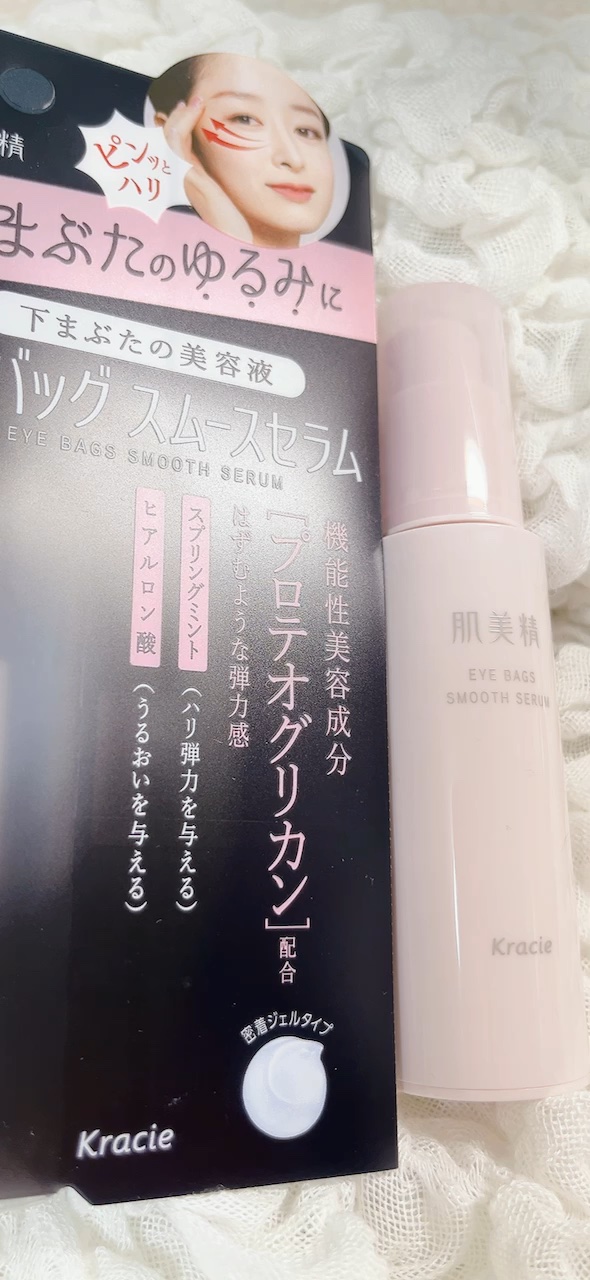 精
ピンッと
ハリ
まぶたのゆるみに
下まぶたの美容液
バッグ スムースセラム
EYE BAGS SMOOTH SERUM
機能性美容成分
[プロテオグリカン]配合
はずむような弾力感
スプリングミント(ハリ弾力を与える)
ヒアルロン酸(うるおいを与える)
密着ジェルタイプ
Kracie
肌美精
EYE BAGS
SMOOTH SERUM
Kracie